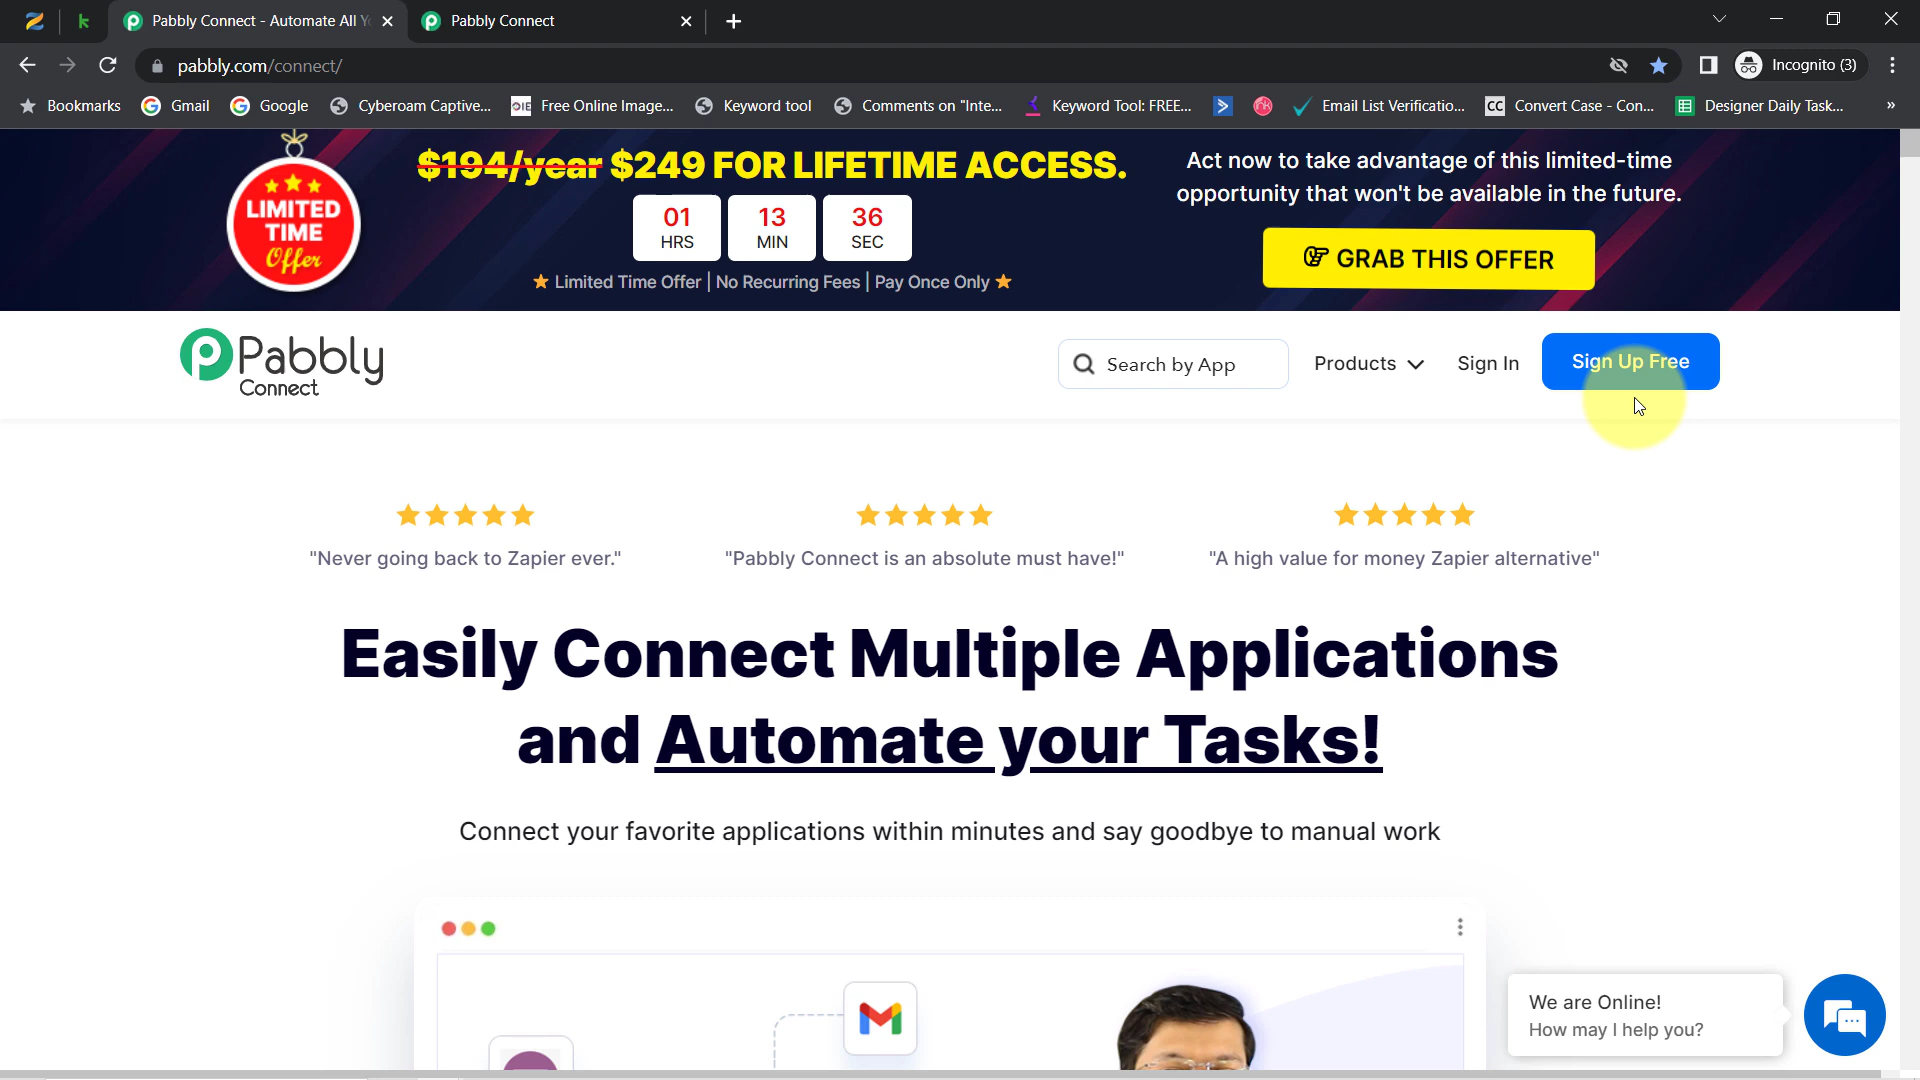 k
Pabbly Connect - Automate All Y
Pabbly Connect
pabbly.com/connect/
Incognito (3)
Bookmarks
Gmail
Google
Cyberoam Captive...
OIE
Free Online Image...
Keyword tool
Comments on "Inte...
Keyword Tool: FREE...
Email List Verificatio...
CC
Convert Case - Con...
Designer Daily Task...
»
LIMITED
TIME
Offer
$194/year $249 FOR LIFETIME ACCESS.
01
HRS
13
MIN
36
SEC
Limited Time Offer | No Recurring Fees | Pay Once Only
Act now to take advantage of this limited-time
opportunity that won't be available in the future.
GRAB THIS OFFER
Pabbly
Connect
Search by App
Products
Sign In
Sign Up Free
"Never going back to Zapier ever."
"Pabbly Connect is an absolute must have!"
"A high value for money Zapier alternative"
Easily Connect Multiple Applications
and Automate your Tasks!
Connect your favorite applications within minutes and say goodbye to manual work
We are Online!
How may I help you?